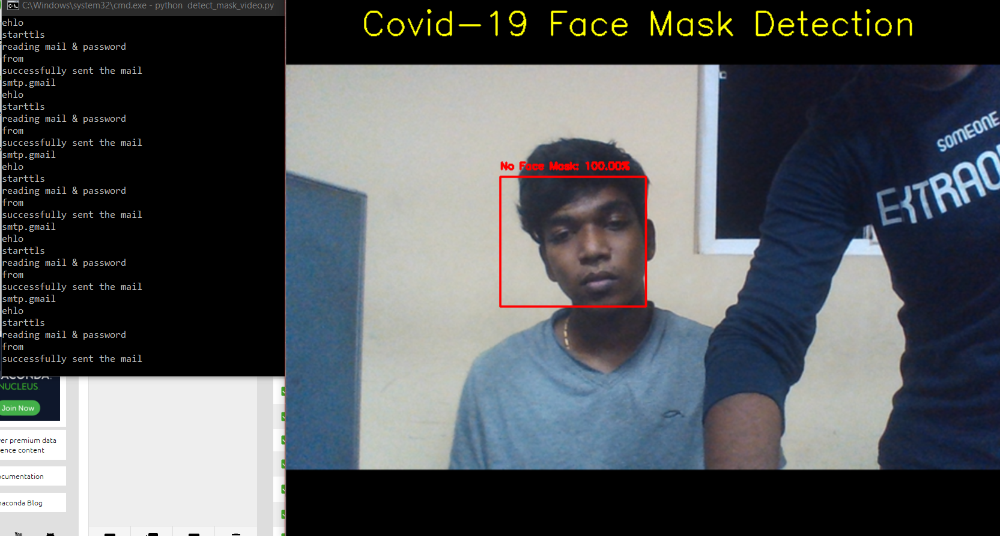 C:\Windows\system32\cmd.exe - python  detect_mask_video.py
ehlo
starttls
reading mail & password
from
successfully sent the mail
smtp.gmail
ehlo
starttls
reading mail & password
from
successfully sent the mail
smtp.gmail
ehlo
starttls
reading mail & password
from
successfully sent the mail
smtp.gmail
ehlo
starttls
reading mail & password
from
successfully sent the mail
smtp.gmail
ehlo
starttls
reading mail & password
from
successfully sent the mail
NUCLEUS
Join Now
ver premium data
ence content
ocumentation
naconda Blog
You
Covid-19 Face Mask Detection
No Face Mask: 100.00%
SOMEONE
EXTRAO